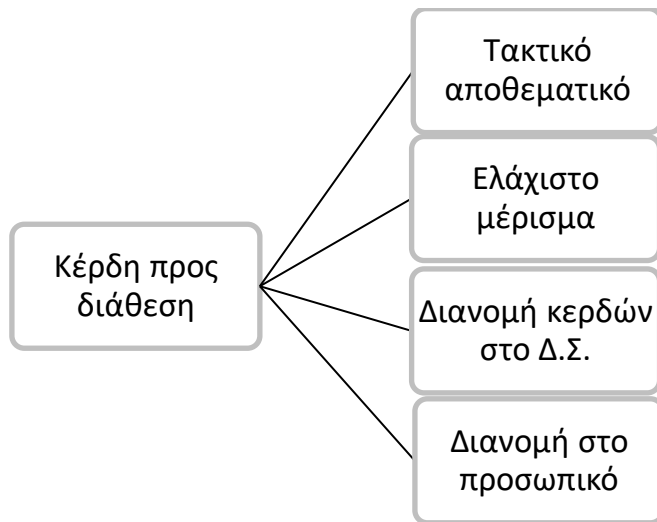 Τακτικό
αποθεματικό
Ελάχιστο
μέρισμα
Κέρδη προς
διάθεση
Διανομή κερδών
στο Δ.Σ.
Διανομή στο
προσωπικό